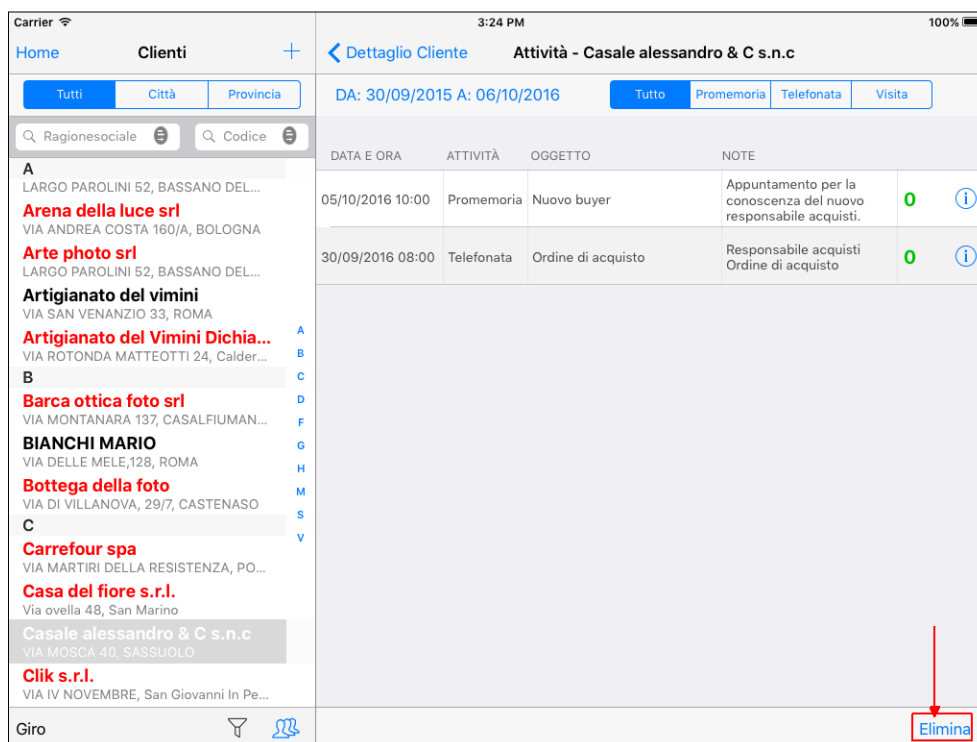 Carrier 3:24 PM 100%
Home Clienti + Dettaglio Cliente Attività - Casale alessandro & C s.n.c
Tutti Città Provincia DA: 30/09/2015 A: 06/10/2016 Tutto Promemoria Telefonata Visita
Ragionesociale Codice
DATA E ORA ATTIVITÀ OGGETTO NOTE
05/10/2016 10:00 Promemoria Nuovo buyer Appuntamento per la
conoscenza del nuovo
responsabile acquisti. 0
30/09/2016 08:00 Telefonata Ordine di acquisto Responsabile acquisti
Ordine di acquisto 0
A
LARGO PAROLINI 52, BASSANO DEL...
Arena della luce srl
VIA ANDREA COSTA 160/A, BOLOGNA
Arte photo srl
LARGO PAROLINI 52, BASSANO DEL...
Artigianato del vimini
VIA SAN VENANZIO 33, ROMA
Artigianato del Vimini Dichia...
VIA ROTONDA MATTEOTTI 24, Calder...
B
Barca ottica foto srl
VIA MONTANARA 137, CASALFIUMAN...
BIANCHI MARIO
VIA DELLE MELE,128, ROMA
Bottega della foto
VIA DI VILLANOVA, 29/7, CASTENASO
C
Carrefour spa
VIA MARTIRI DELLA RESISTENZA, PO...
Casa del fiore s.r.l.
Via ovella 48, San Marino
Casale alessandro & C s.n.c
VIA MOSCA 40, SASSUOLO
Clik s.r.l.
VIA IV NOVEMBRE, San Giovanni In Pe...
A
B
C
D
F
G
H
M
S
V
Giro Elimina